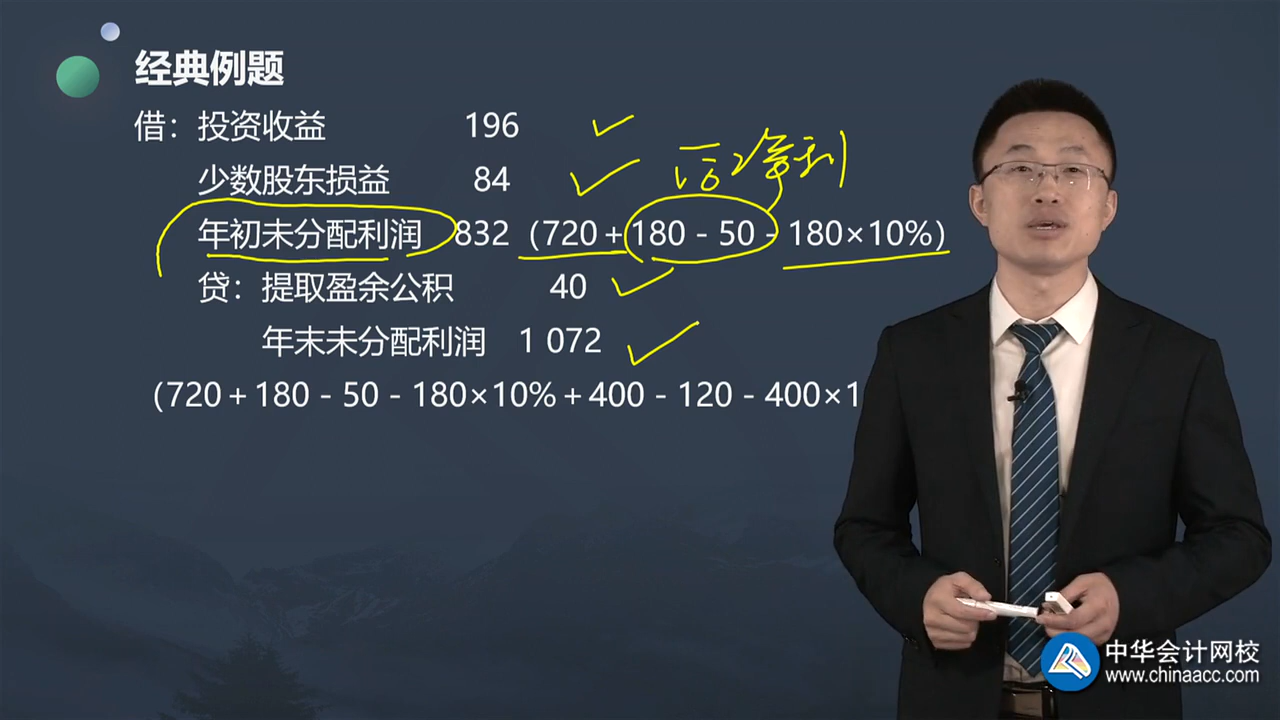 经典例题
借：投资收益 196
少数股东损益 84
年初未分配利润 832（720＋180－50－180×10%）
贷：提取盈余公积 40
年末未分配利润 1 072
（720＋180－50－180×10%＋400－120－400×1
中华会计网校
www.chinaacc.com